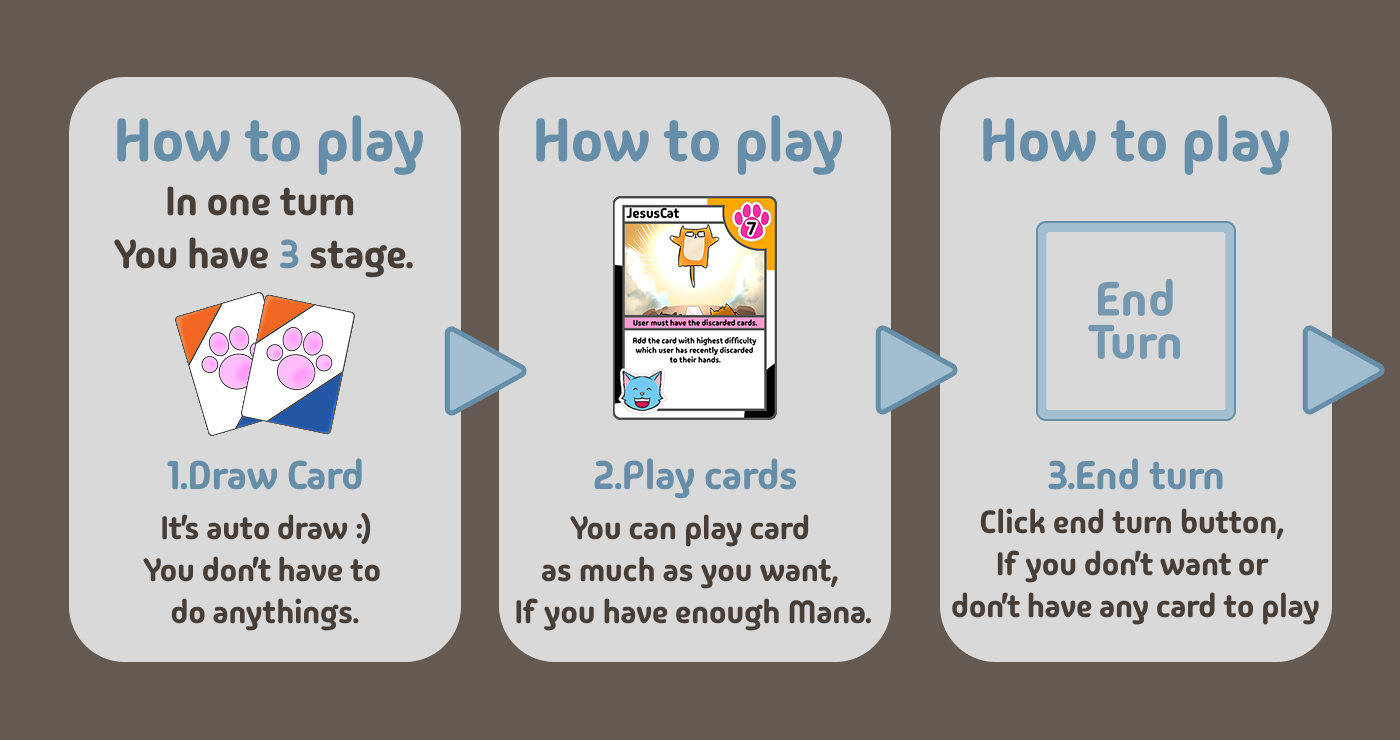 How to play
In one turn
You have 3 stage.
1.Draw Card
It's auto draw :)
You don't have to
do anythings.
How to play
JesusCat
7
User must have the discarded cards.
Add the card with highest difficulty
which user has recently discarded
to their hands.
2.Play cards
You can play card
as much as you want,
If you have enough Mana.
How to play
End
Turn
3.End turn
Click end turn button,
If you don't want or
don't have any card to play